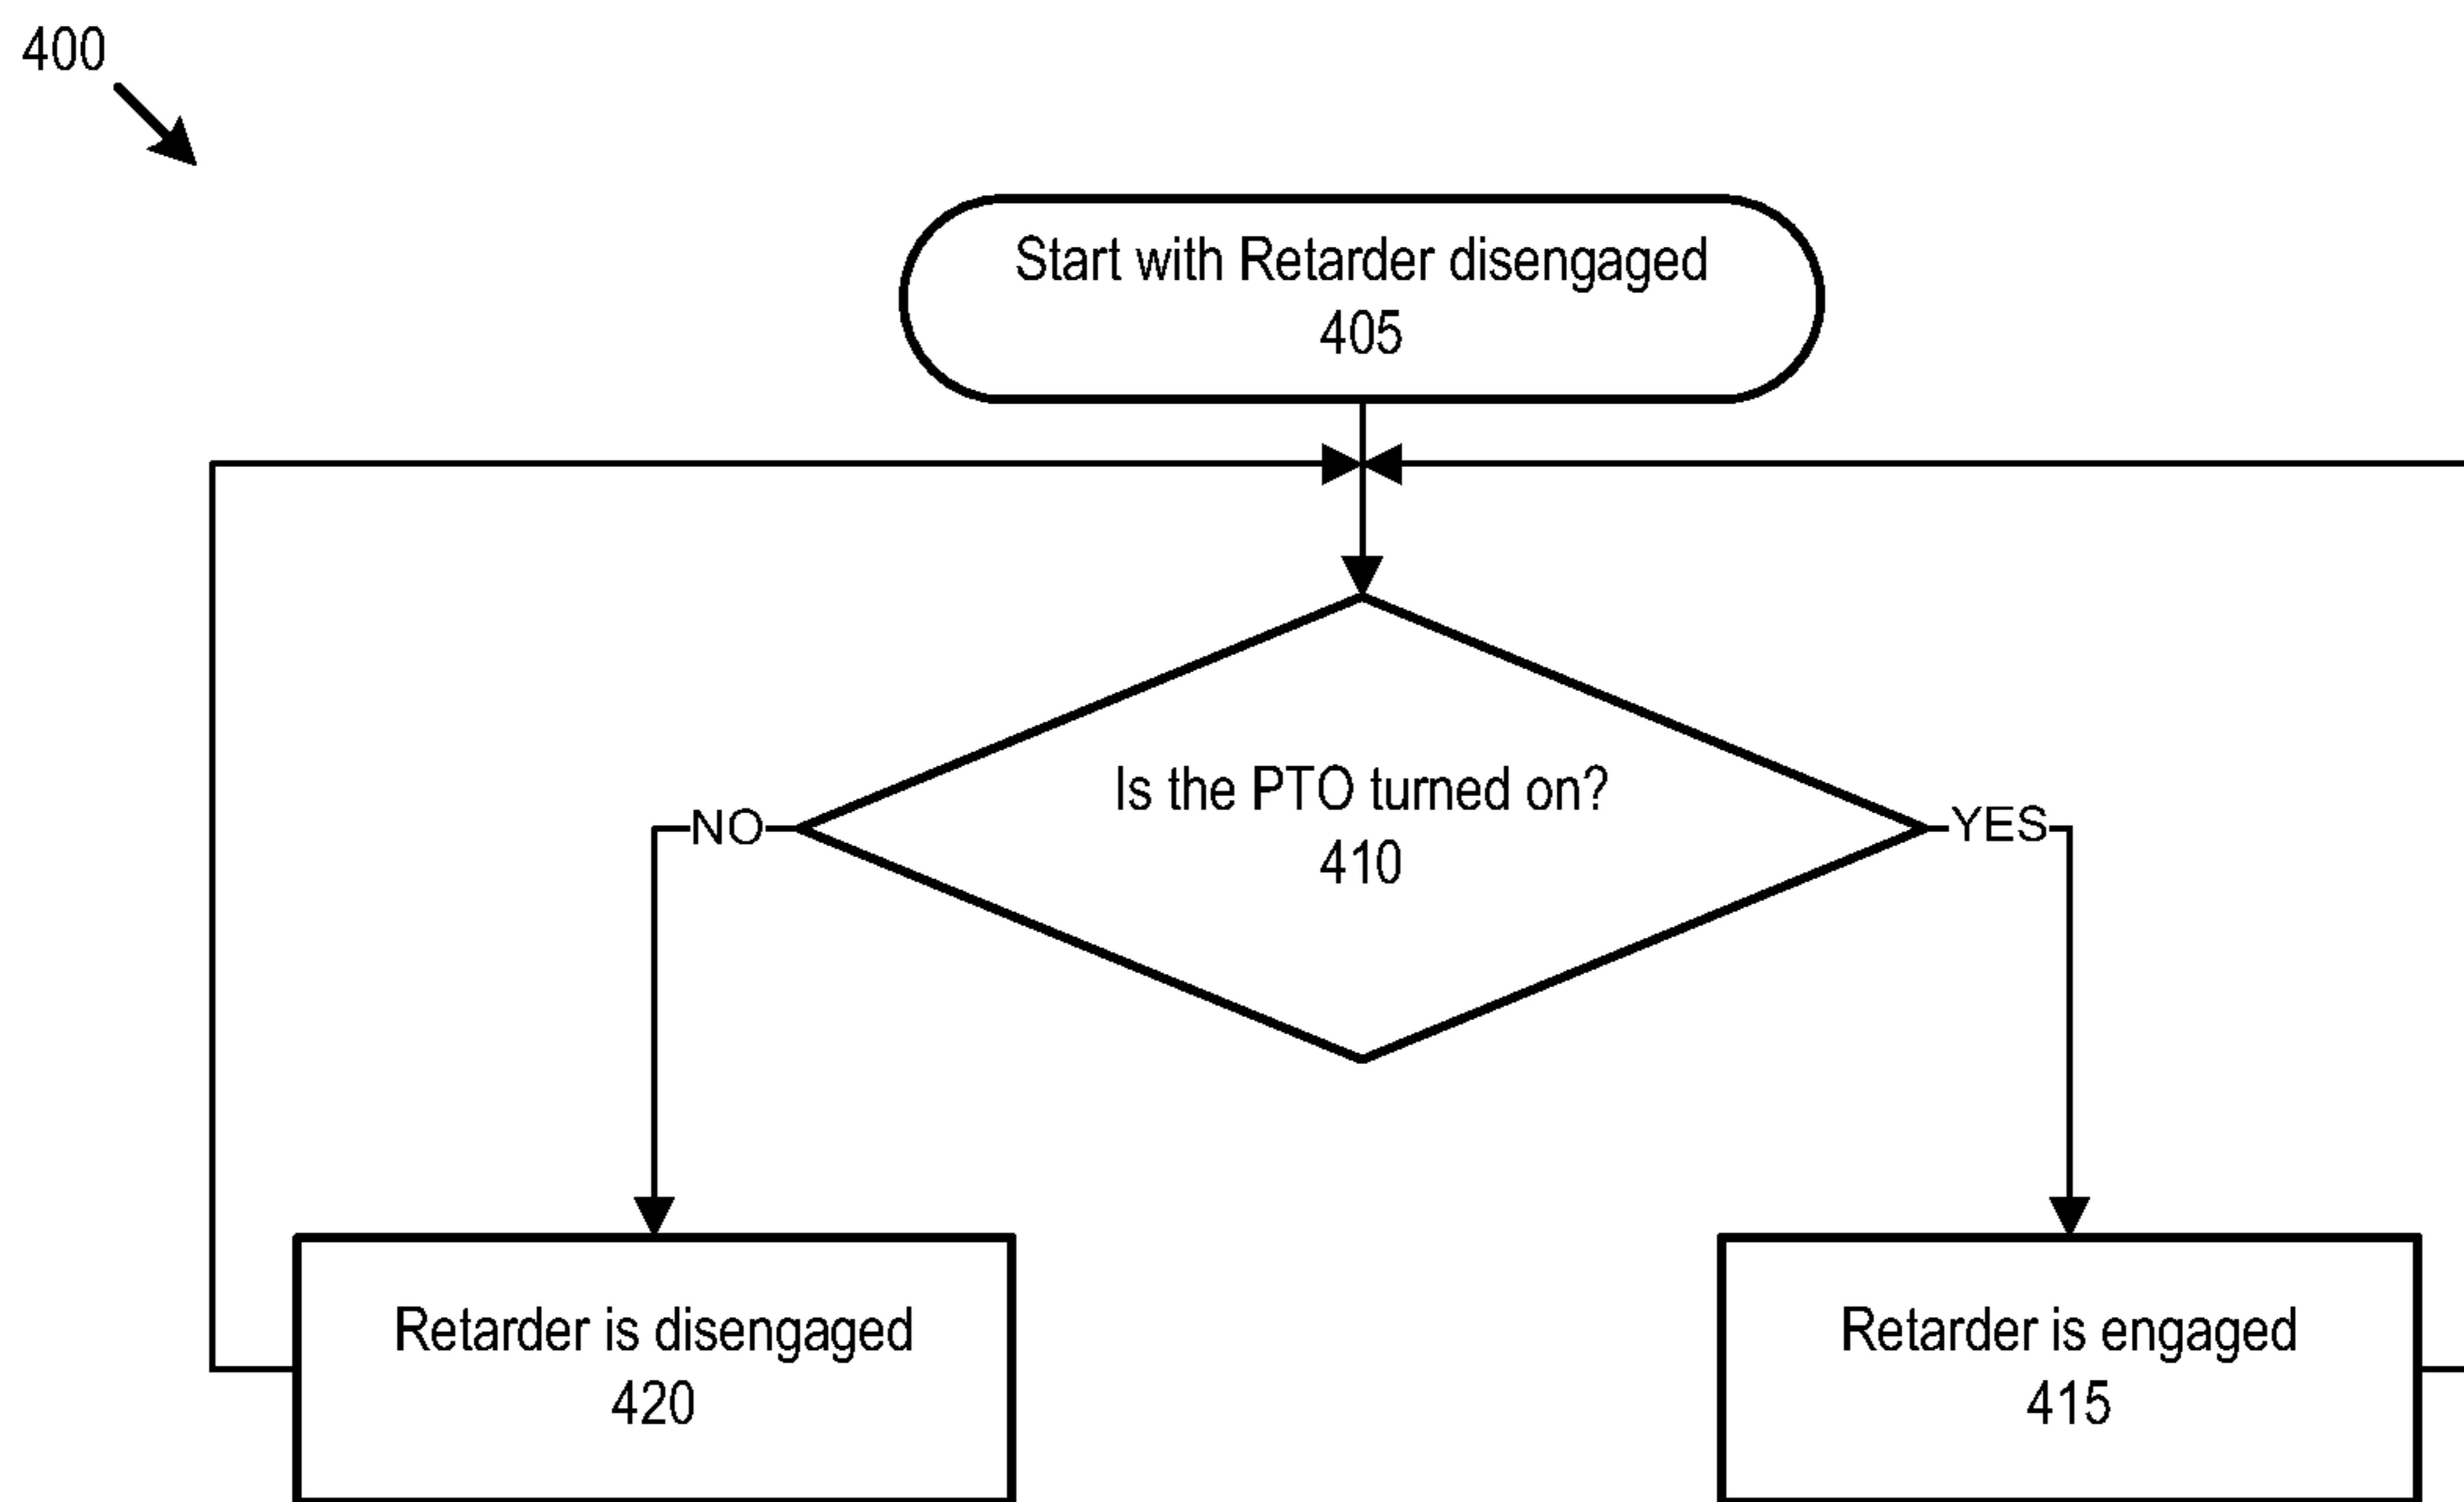 400
Start with Retarder disengaged
405
Is the PTO turned on?
410
NO
YES
Retarder is disengaged
420
Retarder is engaged
415